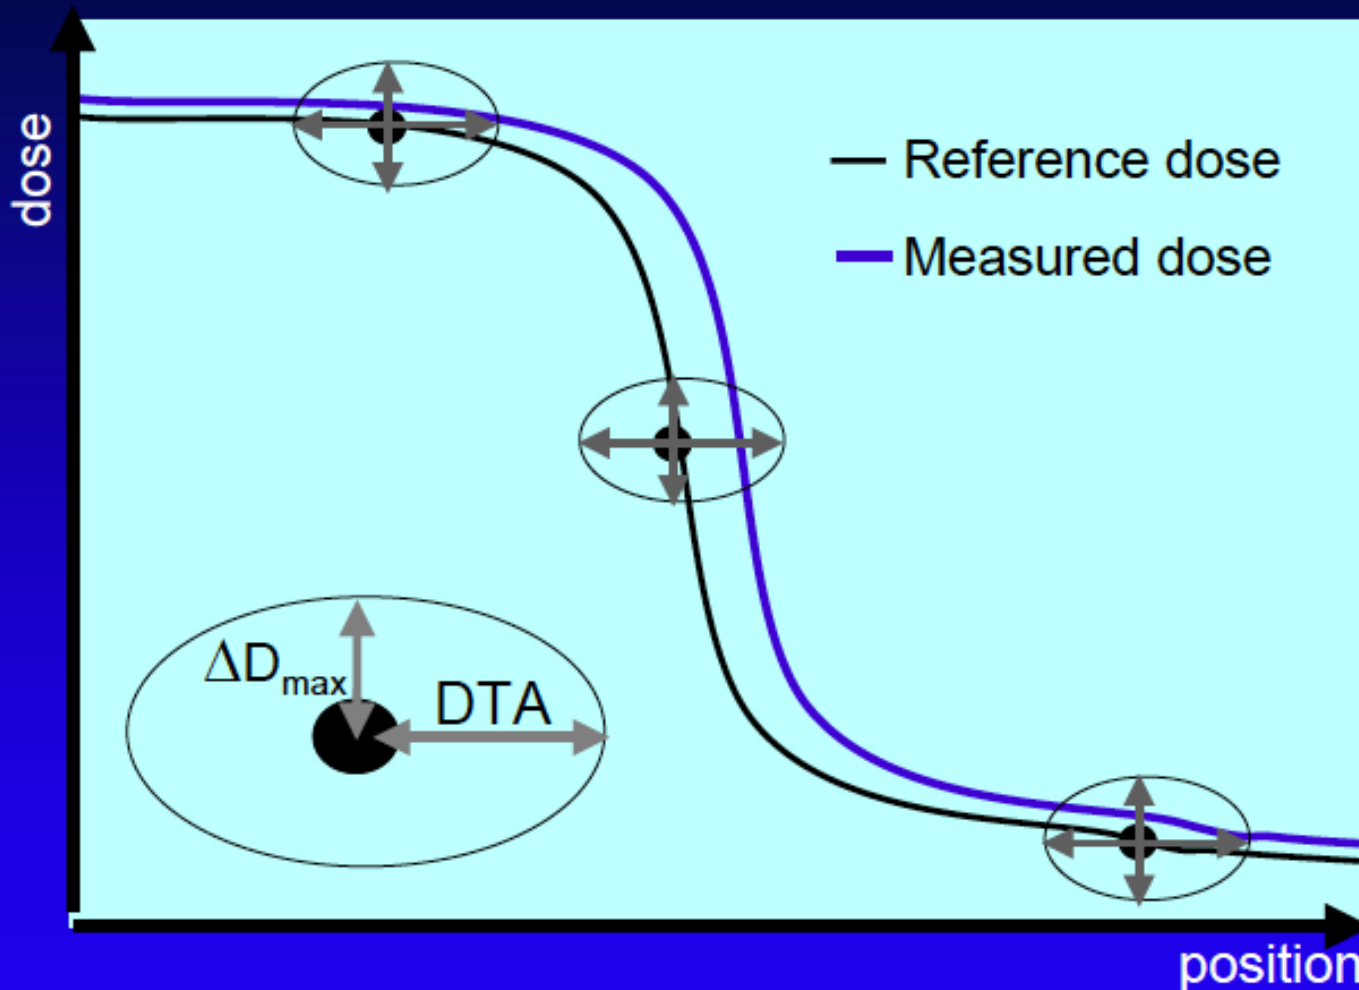 dose
Reference dose
Measured dose
ΔDmax
DTA
position